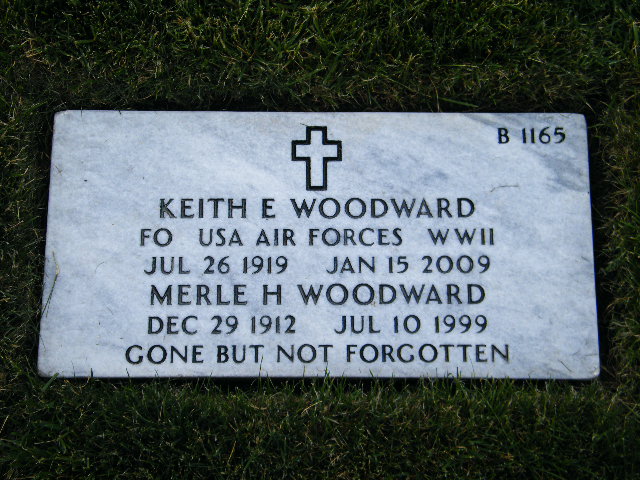 B 1165
KEITH E WOODWARD
FO USA AIR FORCES WWII
JUL 26 1919 JAN 15 2009
MERLE H WOODWARD
DEC 29 1912 JUL 10 1999
GONE BUT NOT FORGOTTEN